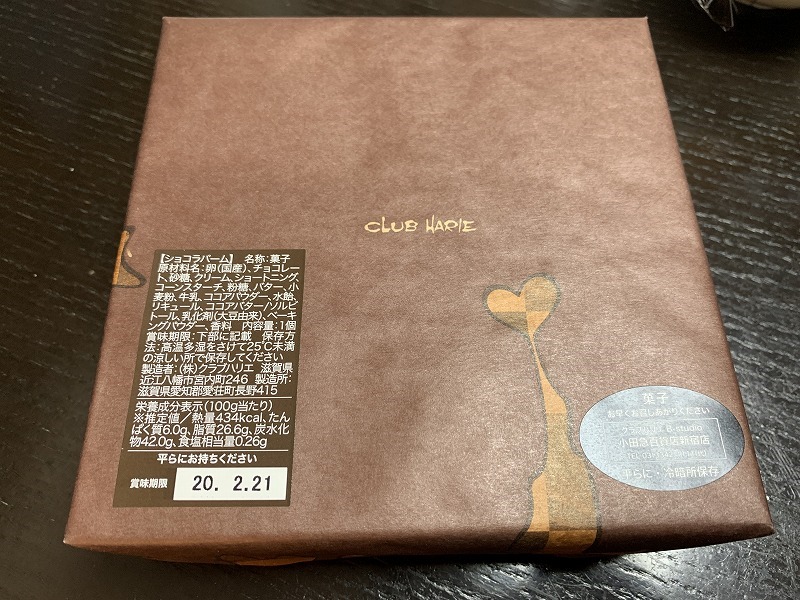 CLUB HARIE
【ショコラバーム】 名称:菓子
原材料名:卵(国産)、チョコレー
ト、砂糖、クリーム、ショートニング、
コーンスターチ、粉糖、バター、小
麦粉、牛乳、ココアパウダー、水飴、
リキュール、ココアバター/ソルビ
トール、乳化剤(大豆由来)、ベー
キングパウダー、香料 内容量:1個
賞味期限:下部に記載 保存方
法:高温多湿をさけて25℃未満
の涼しい所で保存してください
製造者:(株)クラブハリエ 滋賀県
近江八幡市宮内町246 製造所:
滋賀県愛知郡愛荘町長野415
栄養成分表示(100g当たり)
※推定値/熱量434kcal、たん
ぱく質6.0g、脂質26.6g、炭水化
物42.0g、食塩相当量0.26g
平らにお持ちください
賞味期限 20. 2.21
菓子
お早くお召しあがりください
B-studio
小田急百貨店新宿店
平らに・冷暗所保存